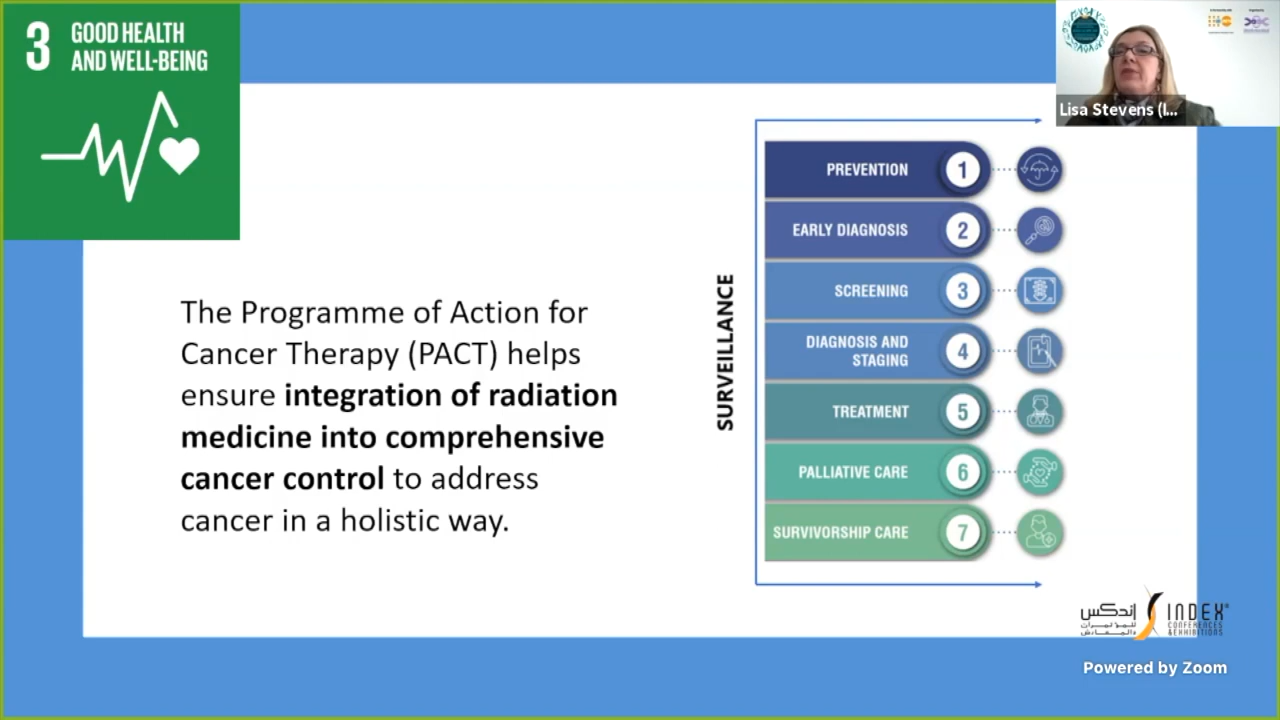 3 GOOD HEALTH
AND WELL-BEING
Lisa Stevens (I...
The Programme of Action for
Cancer Therapy (PACT) helps
ensure integration of radiation
medicine into comprehensive
cancer control to address
cancer in a holistic way.
SURVEILLANCE
PREVENTION 1
EARLY DIAGNOSIS 2
SCREENING 3
DIAGNOSIS AND
STAGING 4
TREATMENT 5
PALLIATIVE CARE 6
SURVIVORSHIP CARE 7
إندكس
للمؤتمرات
والمعارض
INDEX
CONFERENCES
& EXHIBITIONS
Powered by Zoom